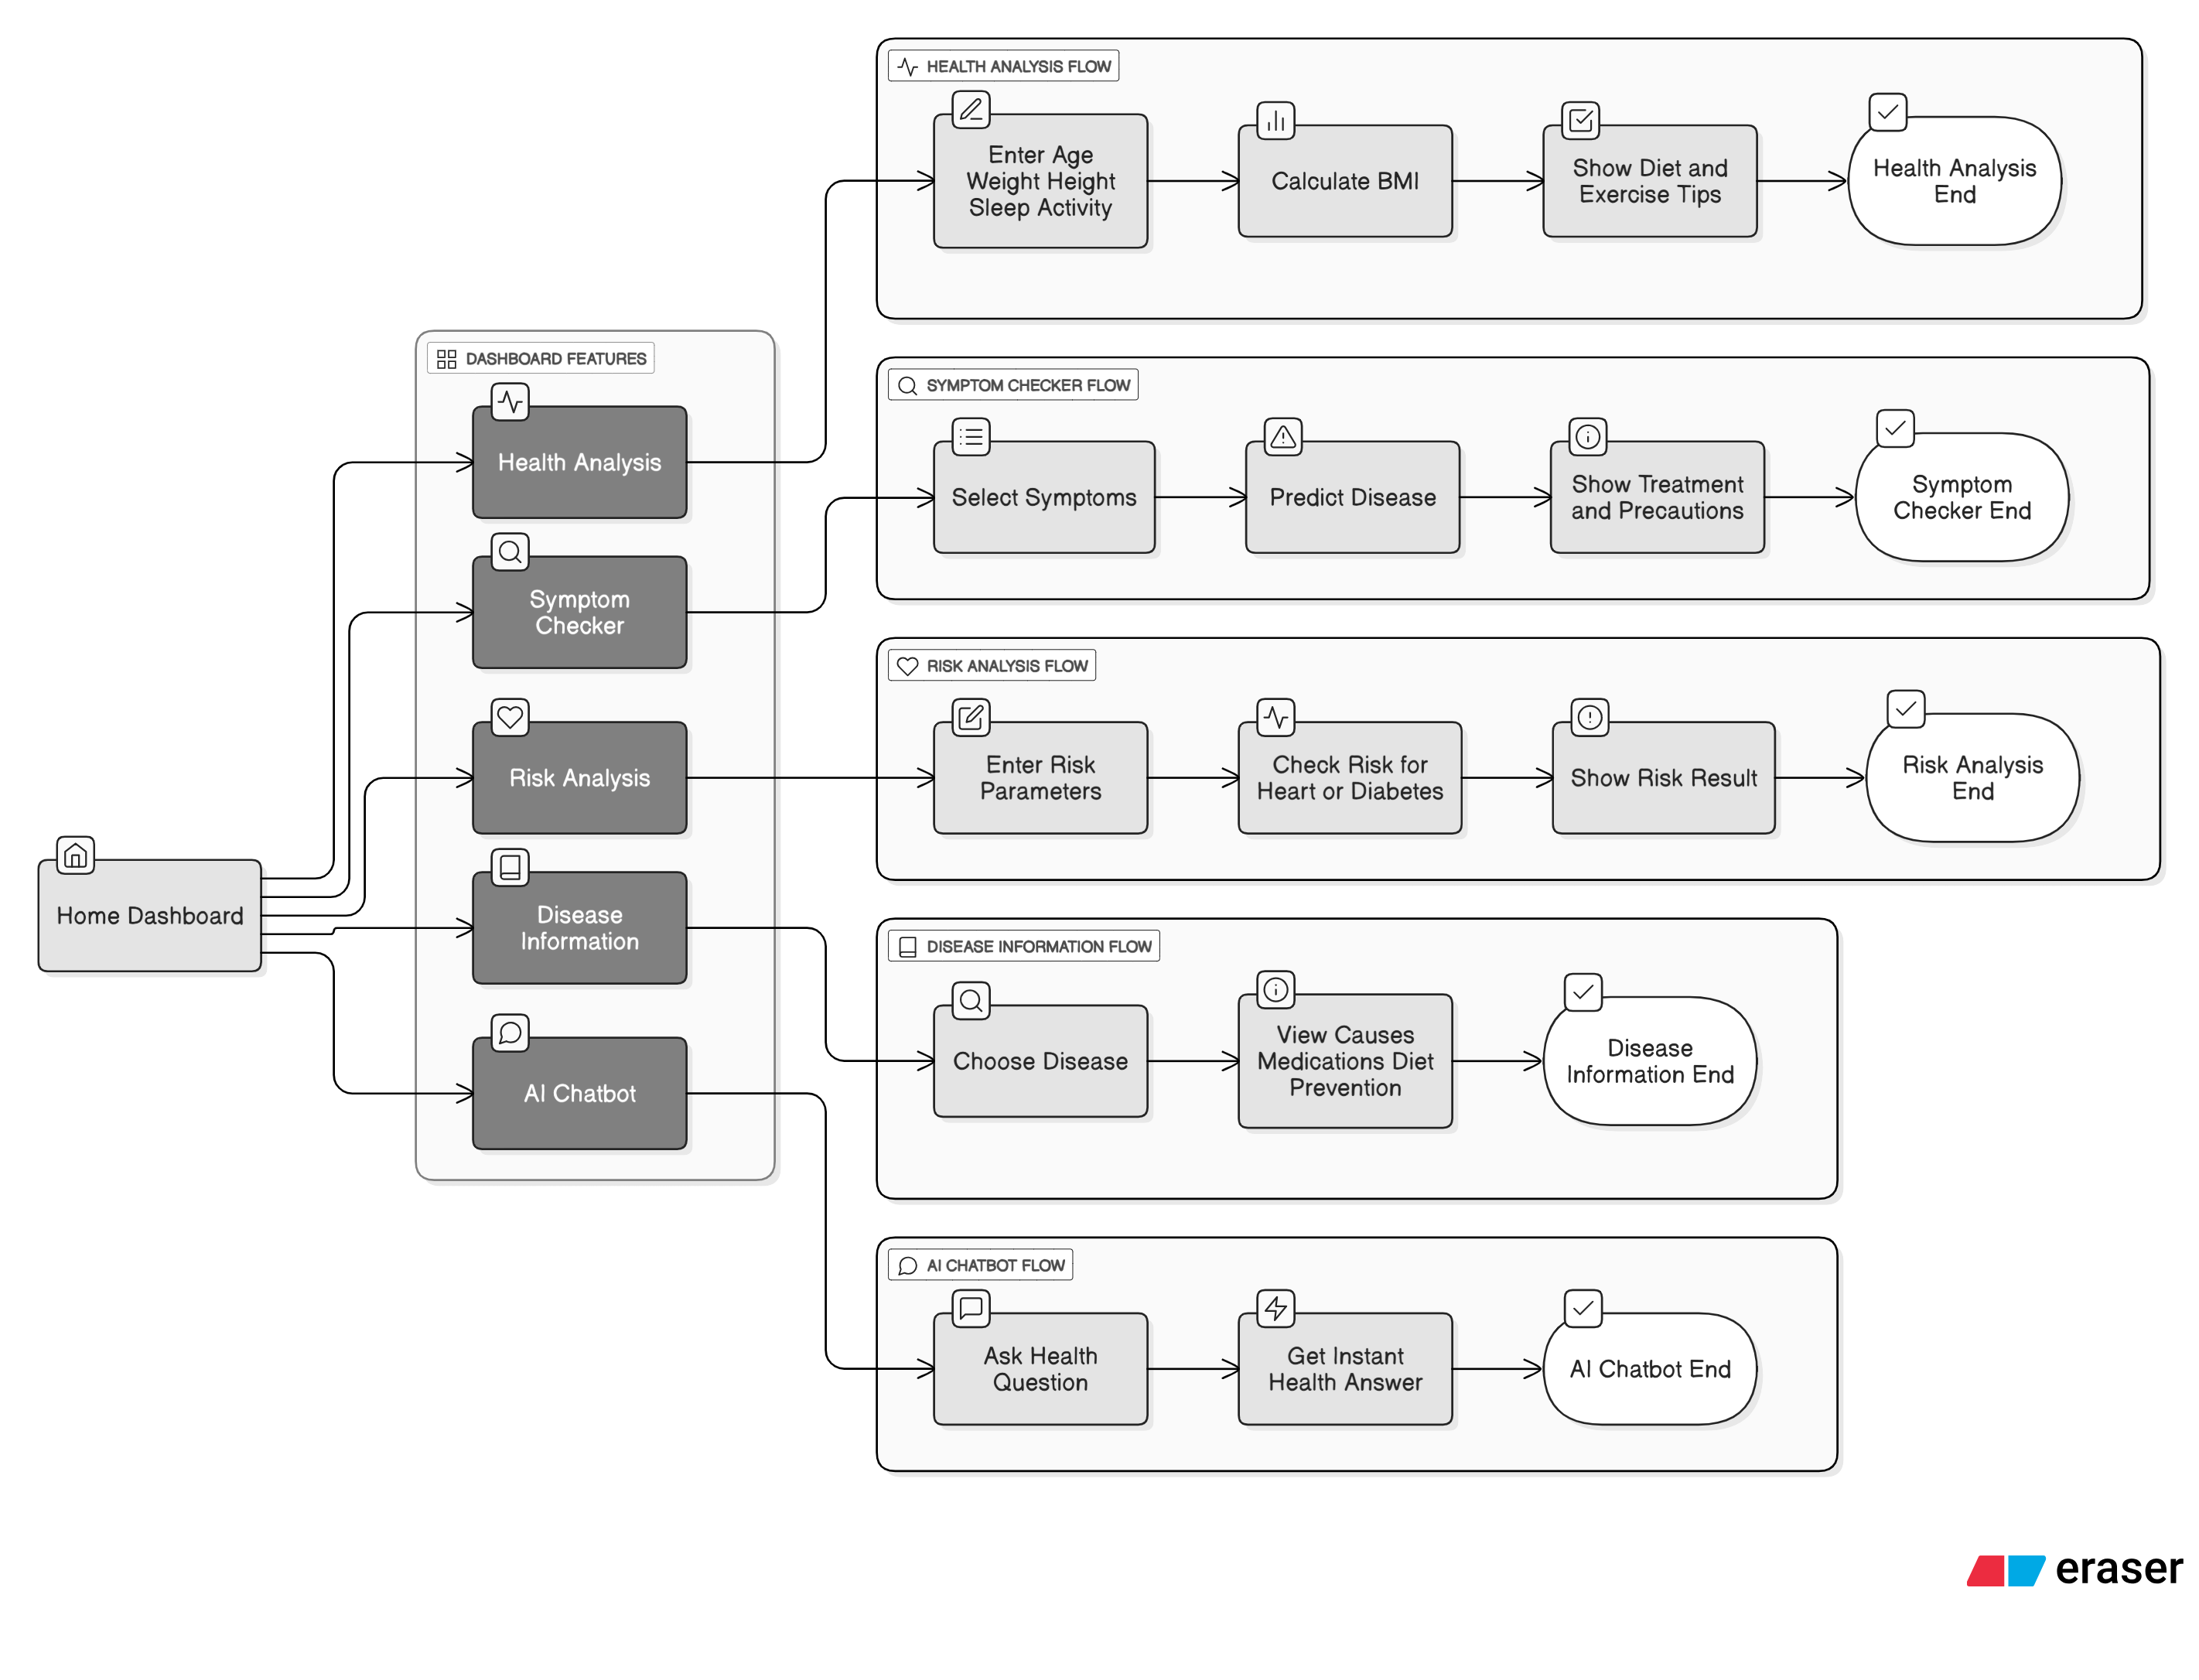 HEALTH ANALYSIS FLOW
Enter Age
Weight Height
Sleep Activity
Calculate BMI
Show Diet and
Exercise Tips
Health Analysis
End
DASHBOARD FEATURES
Health Analysis
Symptom
Checker
Risk Analysis
Disease
Information
AI Chatbot
Home Dashboard
SYMPTOM CHECKER FLOW
Select Symptoms
Predict Disease
Show Treatment
and Precautions
Symptom
Checker End
RISK ANALYSIS FLOW
Enter Risk
Parameters
Check Risk for
Heart or Diabetes
Show Risk Result
Risk Analysis
End
DISEASE INFORMATION FLOW
Choose Disease
View Causes
Medications Diet
Prevention
Disease
Information End
AI CHATBOT FLOW
Ask Health
Question
Get Instant
Health Answer
AI Chatbot End
eraser